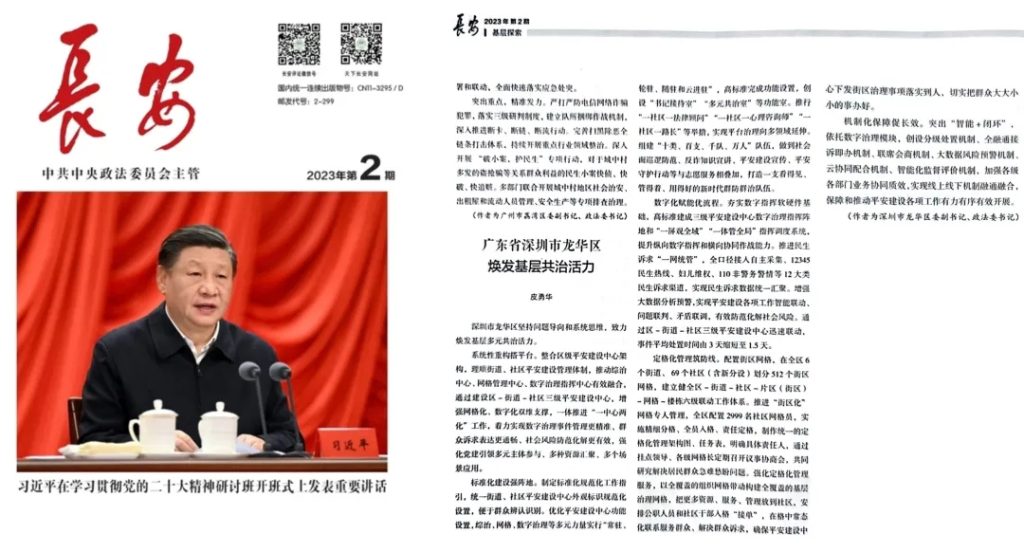 長安
长安评论微信号
天下长安网站
国内统一连续出版物号：CN11-3295 / D
邮发代号：2-299
中共中央政法委员会主管
2023年第2期
习近平
习近平在学习贯彻党的二十大精神研讨班开班式上发表重要讲话
長安
2023年第2期
基层探索
署和联动，全面快速落实应急处突。
突出重点，精准发力。严打严防电信网络诈骗
犯罪，落实三级研判制度，建立队所捆绑作战机制，
深入推进断卡、断链、断流行动。完善扫黑除恶全
链条打击体系，持续开展重点行业领域整治。深入
开展“破小案、护民生”专项行动，对于城中村
多发的盗抢骗等关系群众利益的民生小案快侦、快
破、快追赃。多部门联合开展城中村地区社会治安、
出租屋和流动人员管理、安全生产等专项排查治理。
（作者为广州市荔湾区委副书记、政法委书记）
广东省深圳市龙华区
焕发基层共治活力
皮勇华
深圳市龙华区坚持问题导向和系统思维，致力
焕发基层多元共治活力。
系统性重构搭平台。整合区级平安建设中心架
构，理顺街道、社区平安建设管理体制，推动综治
中心、网格管理中心、数字治理指挥中心有效融合，
通过建设区－街道－社区三级平安建设中心，增
强网格化、数字化双维支撑，一体推进“一中心两
化”工作，着力实现数字治理事件管理更精准、群
众诉求表达更通畅、社会风险防范化解更有效，强
化党建引领多元主体参与、多种资源汇聚、多个场
景应用。
标准化建设强阵地。制定标准化规范化工作指
引，统一街道、社区平安建设中心外观标识规范化
设置，便于群众辨认识别。优化平安建设中心功能
设置，综治、网格、数字治理等多元力量实行“常驻、
轮驻、随驻和云进驻”，高标准完成功能设置，创
设“书记接待室”“多元共治室”等功能室。推行
“一社区一法律顾问”“一社区一心理咨询师”“一
社区一路长”等举措，实现平台治理向多领域延伸。
组建“十类、百支、千队、万人”队伍，做到社会
面巡逻防范、反诈知识宣讲、平安建设宣传、平安
守护行动等与志愿服务相叠加，打造一支看得见、
管得着、用得好的新时代群防群治队伍。
数字化赋能优流程。夯实数字指挥软硬件基
础，高标准建成三级平安建设中心数字治理指挥阵
地和“一屏观全域”“一体管全局”指挥调度系统，
提升纵向数字指挥和横向协同作战能力。推进民生
诉求“一网统管”，全口径接入自主采集、12345
民生热线、妇儿维权、110非警务警情等12大类
民生诉求渠道，实现民生诉求数据统一汇聚。增强
大数据分析预警，实现平安建设各项工作智能联动、
问题联判、矛盾联调，有效防范化解社会风险。通
过区－街道－社区三级平安建设中心迅速联动，
事件平均处置时间由3天缩短至1.5天。
定格化管理筑防线。配置街区网格，在全区6
个街道、69个社区（含新分设）划分512个街区
网格，建立健全区－街道－社区－片区（街区）
－网格－楼栋六级联动工作体系。推进“街区化”
网格专人管理，全区配置2999名社区网格员，实
施精细分格、全员入格、责任定格，制作统一的定
格化管理架构图、任务表，明确具体责任人，通过
挂点领导、各级网格长定期召开议事协商会，共同
研究解决居民群众急难愁盼问题。强化定格化管理
服务，以全覆盖的组织网格带动构建全覆盖的基层
治理网格，把更多资源、服务、管理放到社区，安
排公职人员和社区干部入格“接单”，在格中常态
化联系服务群众、解决群众诉求，确保平安建设中
心下发街区治理事项落实到人、切实把群众大大小
小的事办好。
机制化保障促长效。突出“智能＋闭环”，
依托数字治理模块，创设分级处置机制、全融通接
诉即办机制、联席会商机制、大数据风险预警机制、
云协同配合机制、智能化监督评价机制，加强各级
各部门业务协同质效，实现线上线下机制融通融合，
保障和推动平安建设各项工作有力有序有效开展。
（作者为深圳市龙华区委副书记、政法委书记）